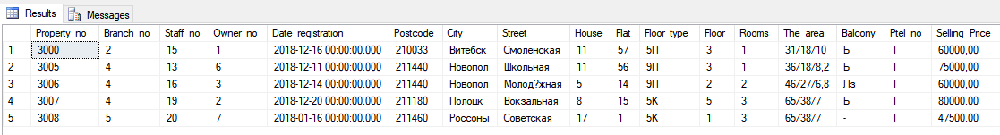 Results Messages
Property_no Branch_no Staff_no Owner_no Date_registration Postcode City Street House Flat Floor_type Floor Rooms The_area Balcony Ptel_no Selling_Price
1 3000 2 15 1 2018-12-16 00:00:00.000 210033 Витебск Смоленская 11 57 5П 3 1 31/18/10 Б Т 60000,00
2 3005 4 13 6 2018-12-11 00:00:00.000 211440 Новопол Школьная 11 56 9П 3 1 36/18/8,2 Б Т 75000,00
3 3006 4 16 3 2018-12-14 00:00:00.000 211440 Новопол Молод?жная 5 14 9П 2 2 46/27/6,8 Лз Т 60000,00
4 3007 4 19 2 2018-12-20 00:00:00.000 211180 Полоцк Вокзальная 8 15 5К 5 3 65/38/7 Б Т 80000,00
5 3008 5 20 7 2018-01-16 00:00:00.000 211460 Россоны Советская 17 1 5К 1 3 65/38/7 - Т 47500,00